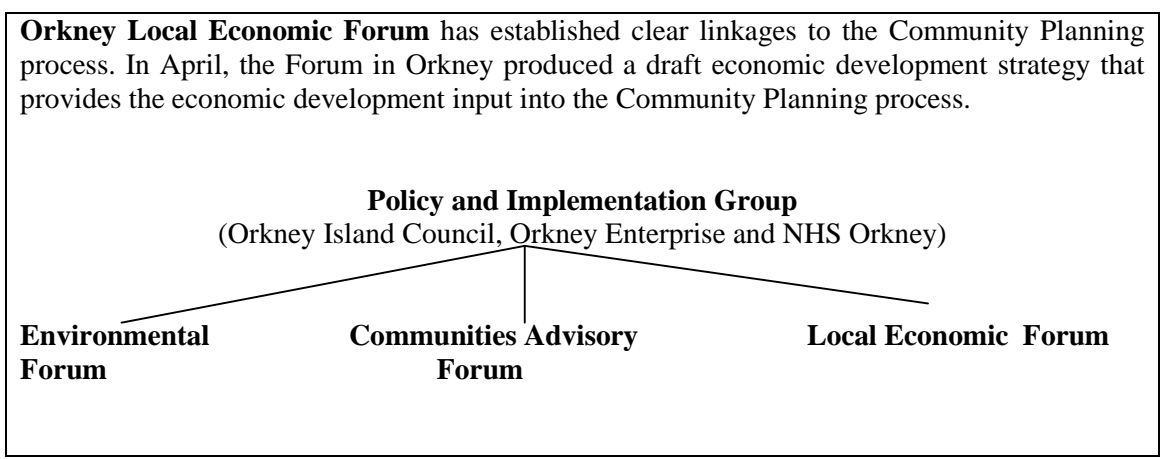 Orkney Local Economic Forum has established clear linkages to the Community Planning
process. In April, the Forum in Orkney produced a draft economic development strategy that
provides the economic development input into the Community Planning process.
Policy and Implementation Group
(Orkney Island Council, Orkney Enterprise and NHS Orkney)
Environmental Communities Advisory Local Economic Forum
Forum Forum